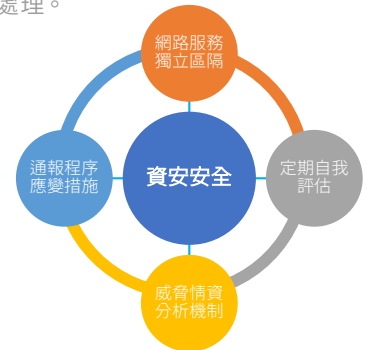 處理。
網路服務
獨立區隔
通報程序
應變措施
資安安全
定期自我
評估
威脅情資
分析機制